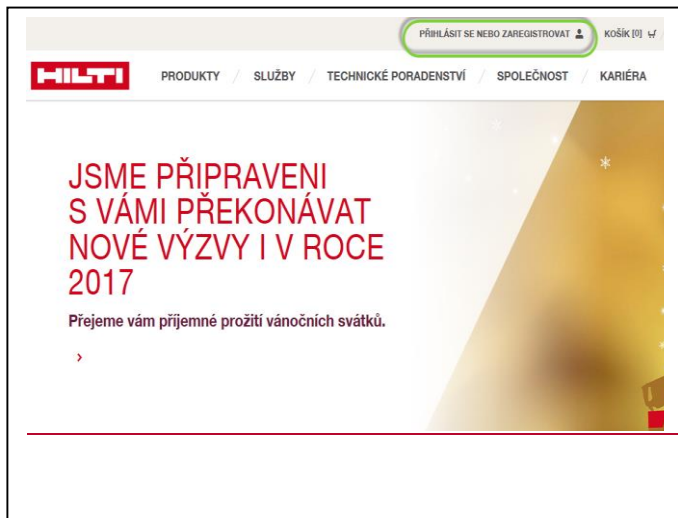 PŘIHLÁSIT SE NEBO ZAREGISTROVAT KOŠÍK [0]
HILTI PRODUKTY / SLUŽBY / TECHNICKÉ PORADENSTVÍ / SPOLEČNOST / KARIÉRA
JSME PŘIPRAVENI
S VÁMI PŘEKONÁVAT
NOVÉ VÝZVY I V ROCE
2017
Přejeme vám příjemné prožití vánočních svátků.